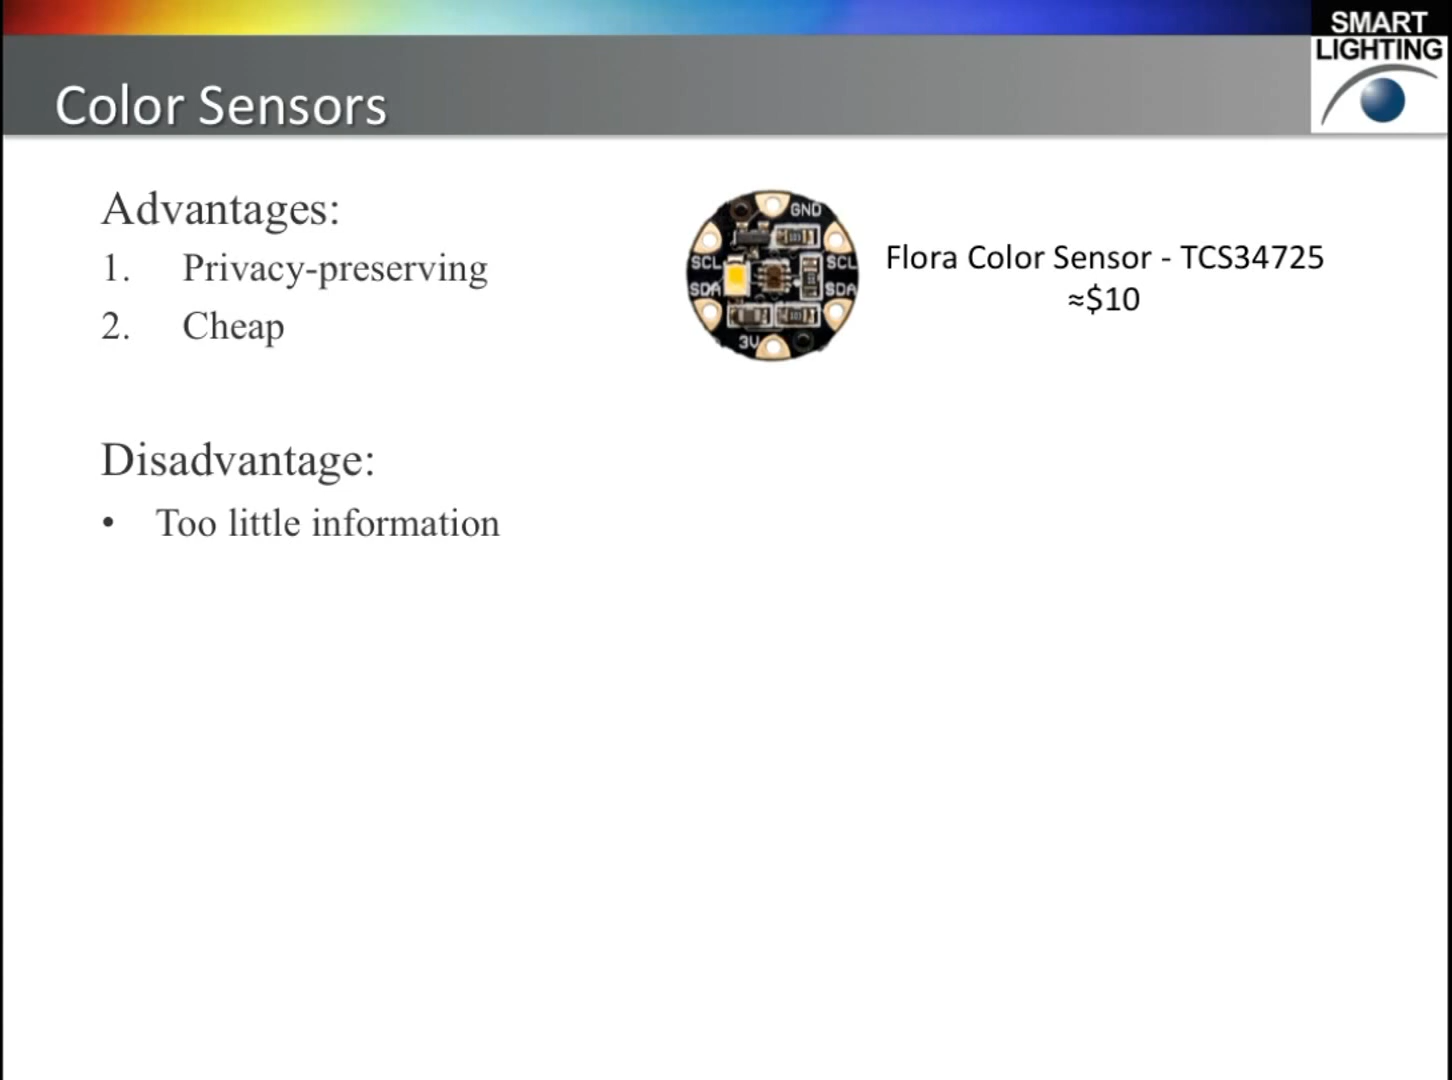 SMART
LIGHTING
Color Sensors
Advantages:
1. Privacy-preserving
2. Cheap
GND
SCL
SCL
SDA
SDA
3V
Flora Color Sensor - TCS34725
≈$10
Disadvantage:
• Too little information